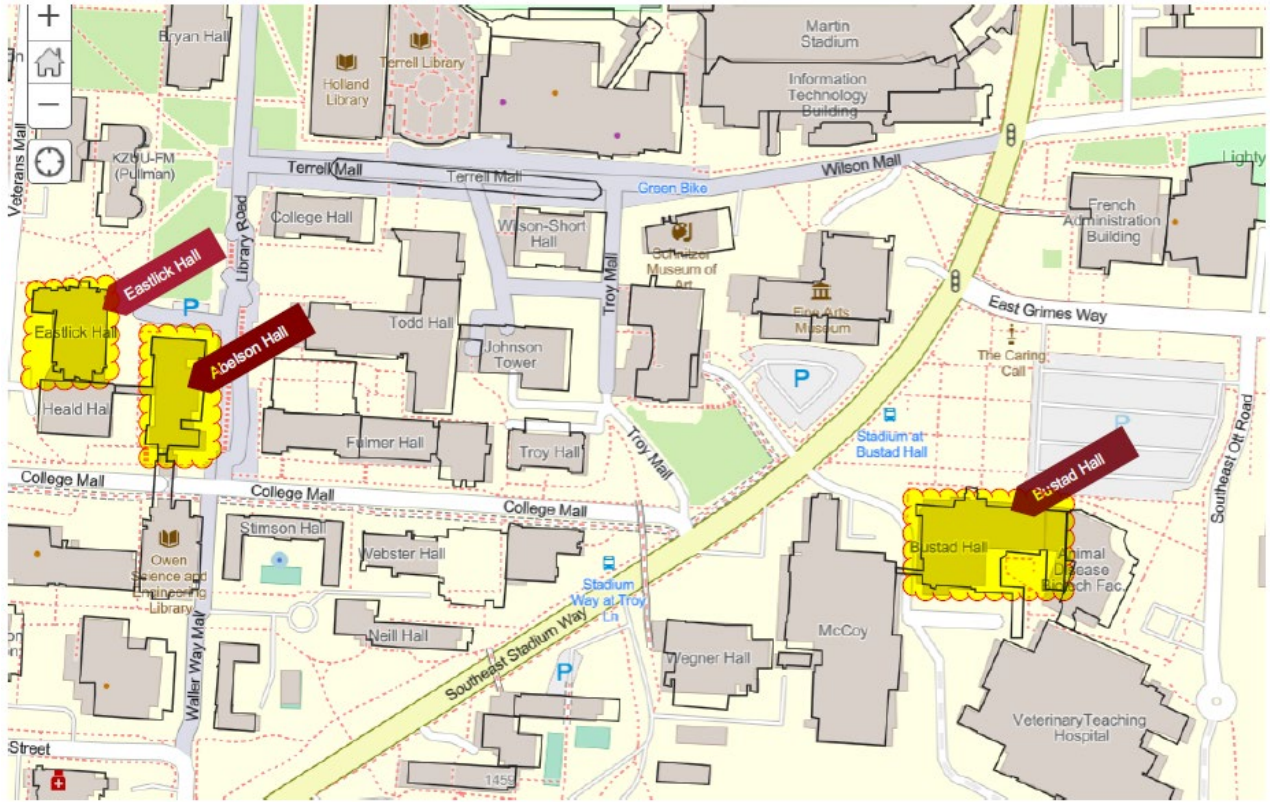 +
−
Bryan Hall
Terrell Library
Holland
Library
Martin
Stadium
Information
Technology
Building
KZUU-FM
(Pullman)
Veterans Mall
Terrell Mall
Terrell Mall
Wilson Mall
Green Bike
Lighty
French
Administration
Building
College Hall
Library Road
Wilson-Short
Hall
Schnitzer
Museum of
Art
Eastlick Hall
P
Troy Mall
Fine Arts
Museum
East Grimes Way
Eastlick Hall
Abelson Hall
Todd Hall
Johnson
Tower
The Caring
Call
P
Heald Hal
Fulmer Hall
Troy Hall
Troy Mall
Stadium at
Bustad Hall
P
Southeast Ott Road
Bustad Hall
College Mall
College Mall
College Mall
Stimson Hall
Webster Hall
Owen
Science and
Engineering
Library
Bustad Hall
Animal
Disease
Biotech Fac.
Stadium
Way at Troy
Ln
Waller Way Mall
Neill Hall
Southeast Stadium Way
McCoy
Wegner Hall
P
Veterinary Teaching
Hospital
Street
1459